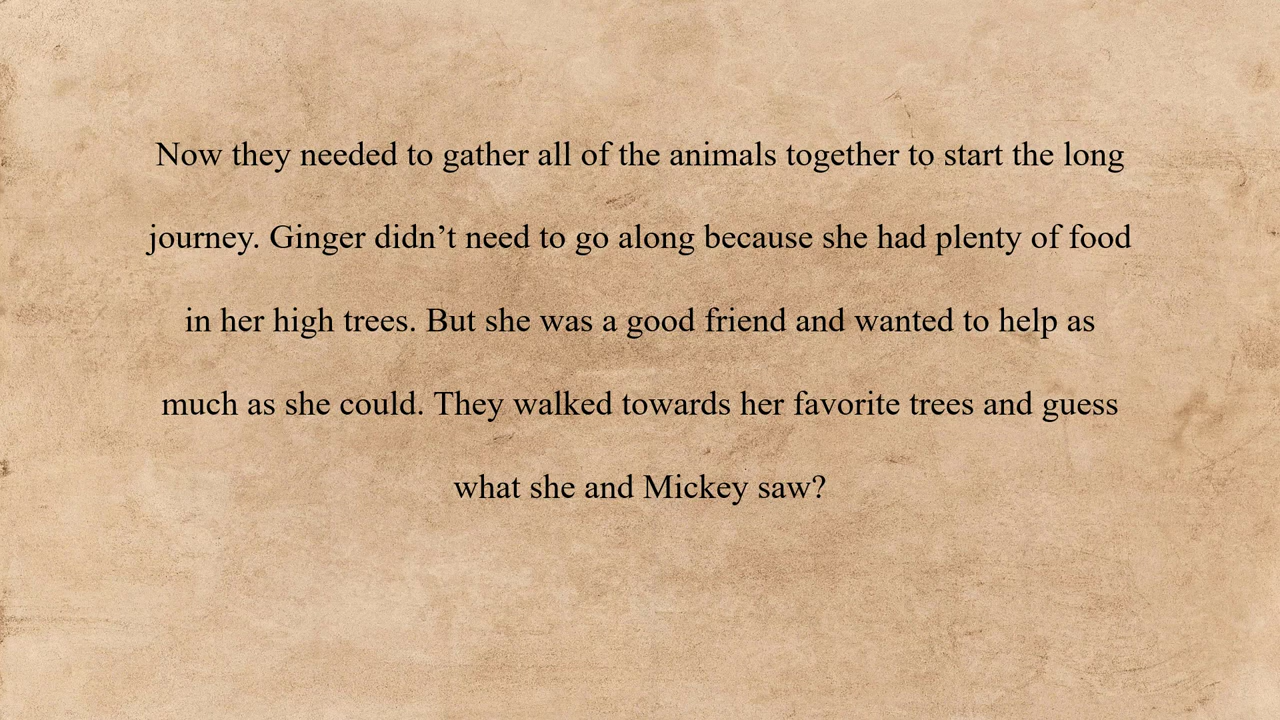 Now they needed to gather all of the animals together to start the long
journey. Ginger didn’t need to go along because she had plenty of food
in her high trees. But she was a good friend and wanted to help as
much as she could. They walked towards her favorite trees and guess
what she and Mickey saw?